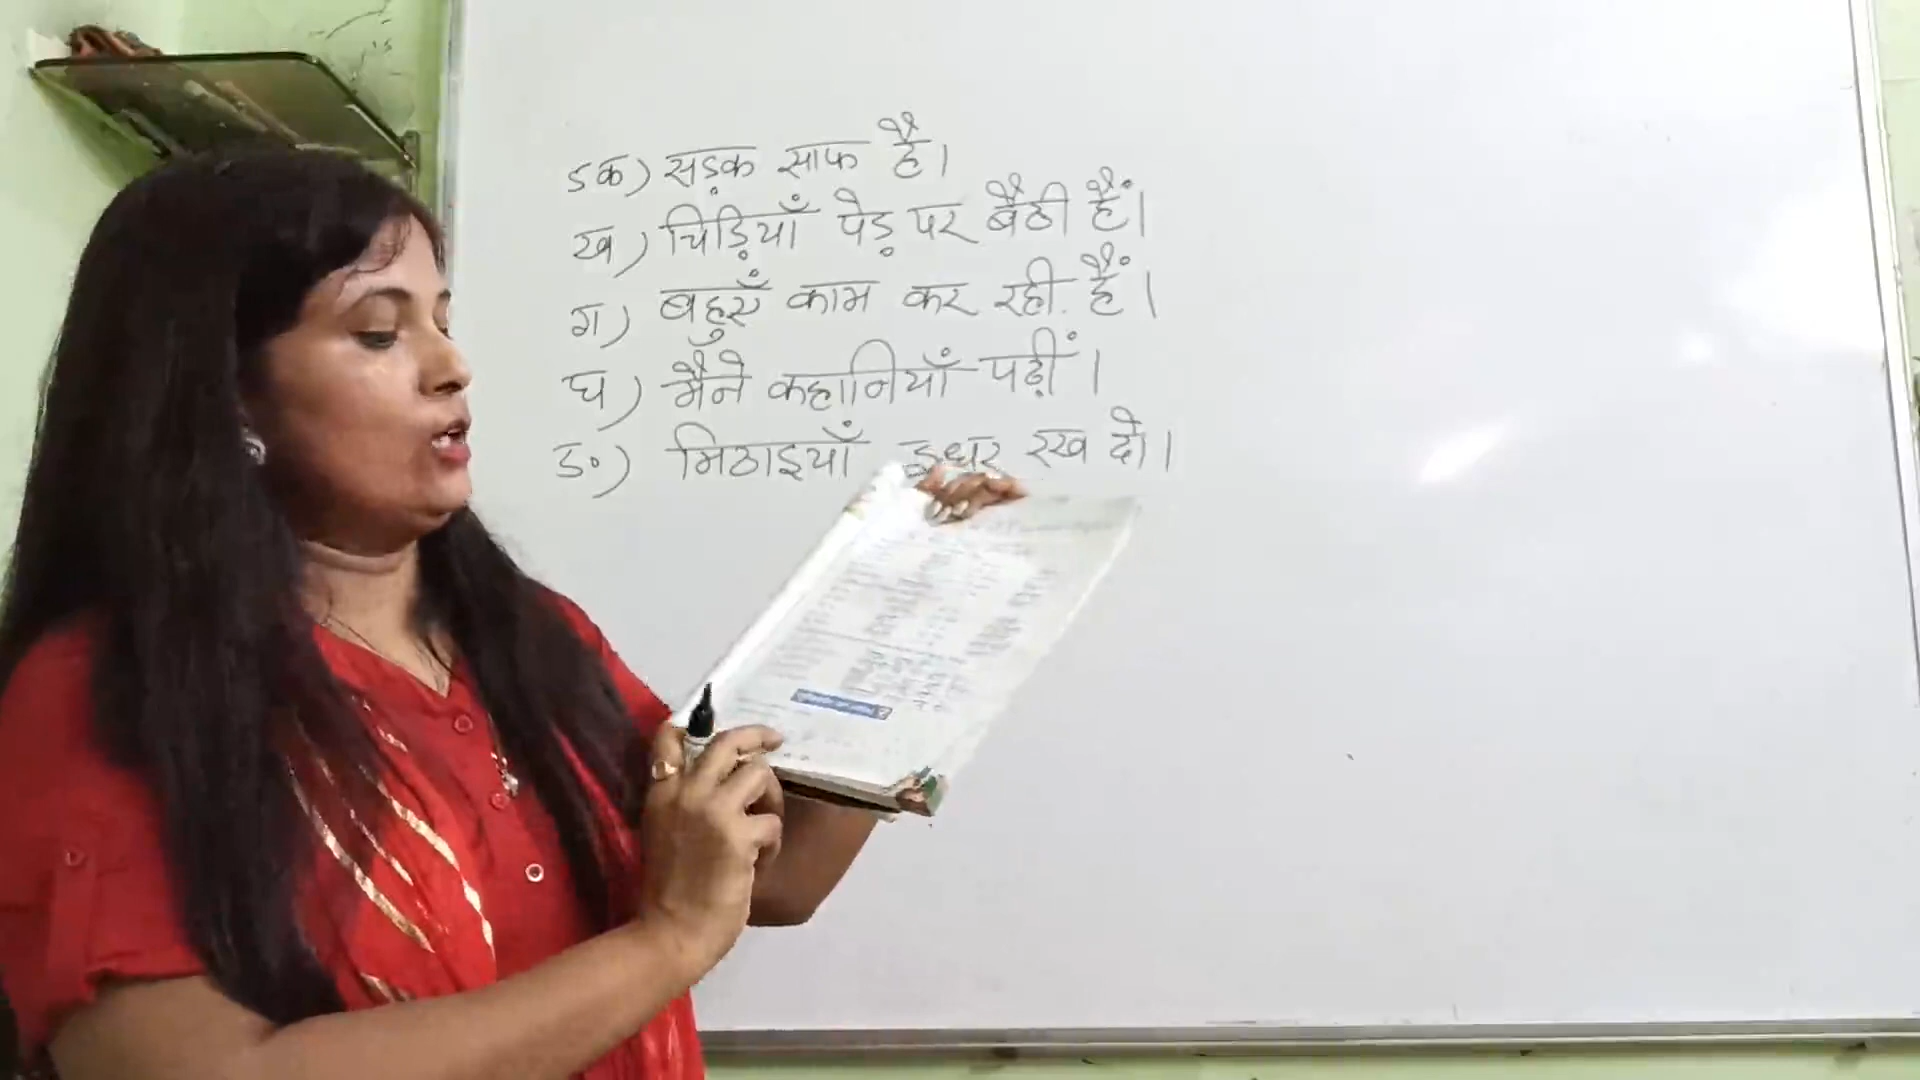 5क) सड़क साफ है।
ख) चिड़ियाँ पेड़ पर बैठी हैं।
ग) बहुएँ काम कर रही हैं।
घ) मैंने कहानियाँ पढ़ीं।
ङ) मिठाइयाँ इधर रख दो।